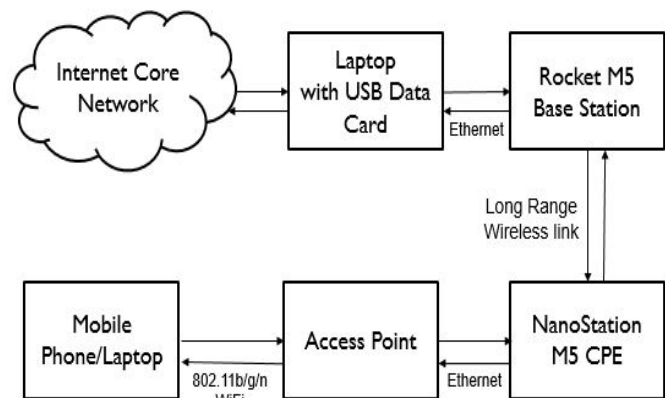 Internet Core
Network
Laptop
with USB Data
Card
Ethernet
Rocket M5
Base Station
Long Range
Wireless link
Mobile
Phone/Laptop
802.11b/g/n
WiFi
Access Point
Ethernet
NanoStation
M5 CPE